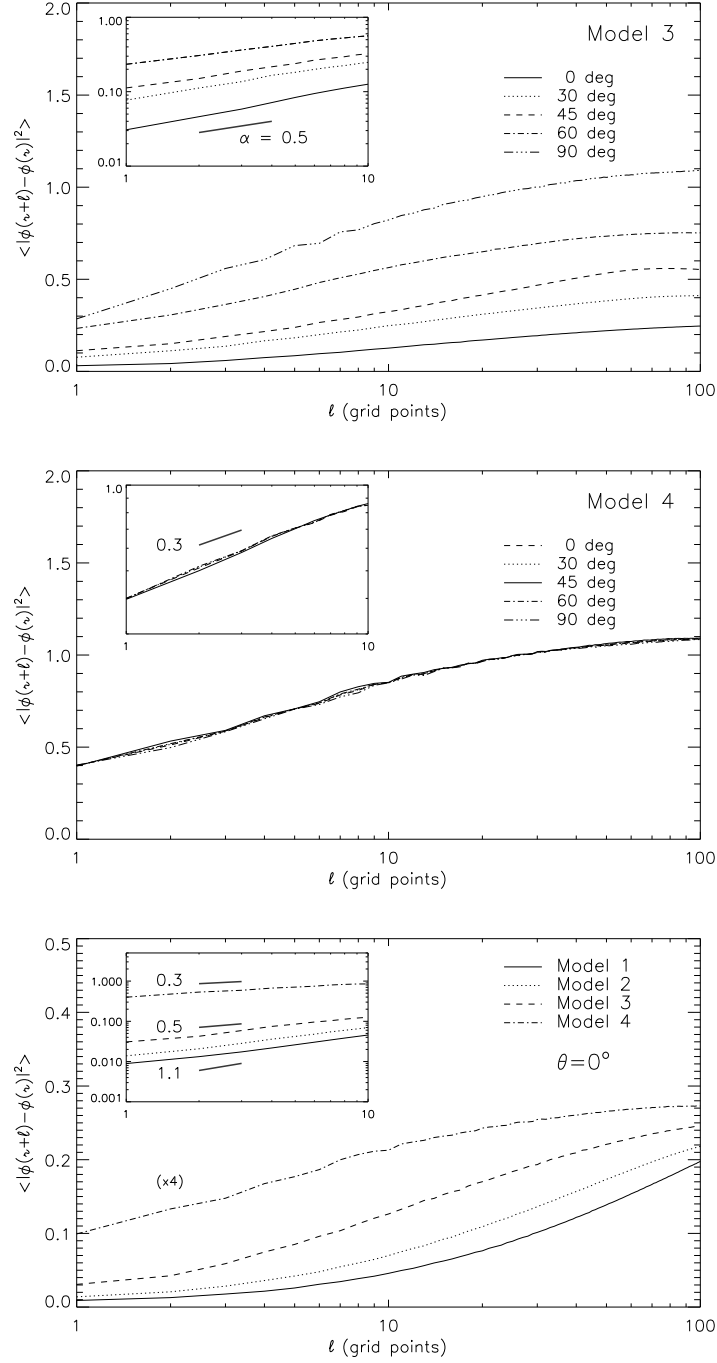 2.0
1.5
1.0
0.5
0.0
<|ϕ(r+ℓ)−ϕ(r)|²>
1
10
100
ℓ (grid points)
Model 3
0 deg
30 deg
45 deg
60 deg
90 deg
1.00
0.10
0.01
1
10
α = 0.5
2.0
1.5
1.0
0.5
0.0
<|ϕ(r+ℓ)−ϕ(r)|²>
1
10
100
ℓ (grid points)
Model 4
0 deg
30 deg
45 deg
60 deg
90 deg
1.0
1
10
0.3
0.5
0.4
0.3
0.2
0.1
0.0
<|ϕ(r+ℓ)−ϕ(r)|²>
1
10
100
ℓ (grid points)
Model 1
Model 2
Model 3
Model 4
θ=0°
(x4)
1.000
0.100
0.010
0.001
1
10
0.3
0.5
1.1